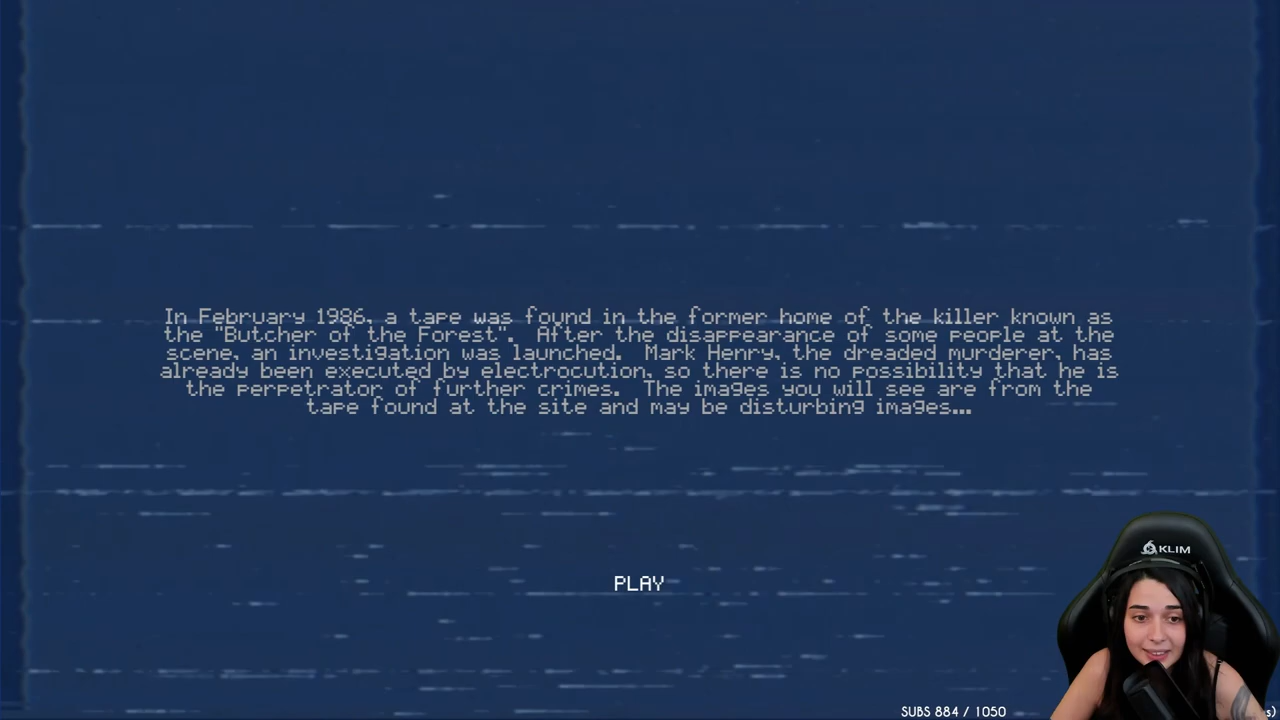 In February 1986, a tape was found in the former home of the killer known as
the "Butcher of the Forest".  After the disappearance of some people at the
scene, an investigation was launched.  Mark Henry, the dreaded murderer, has
already been executed by electrocution, so there is no possibility that he is
the perpetrator of further crimes.  The images you will see are from the
tape found at the site and may be disturbing images...
PLAY
KLIM
SUBS 884 / 1050
s)